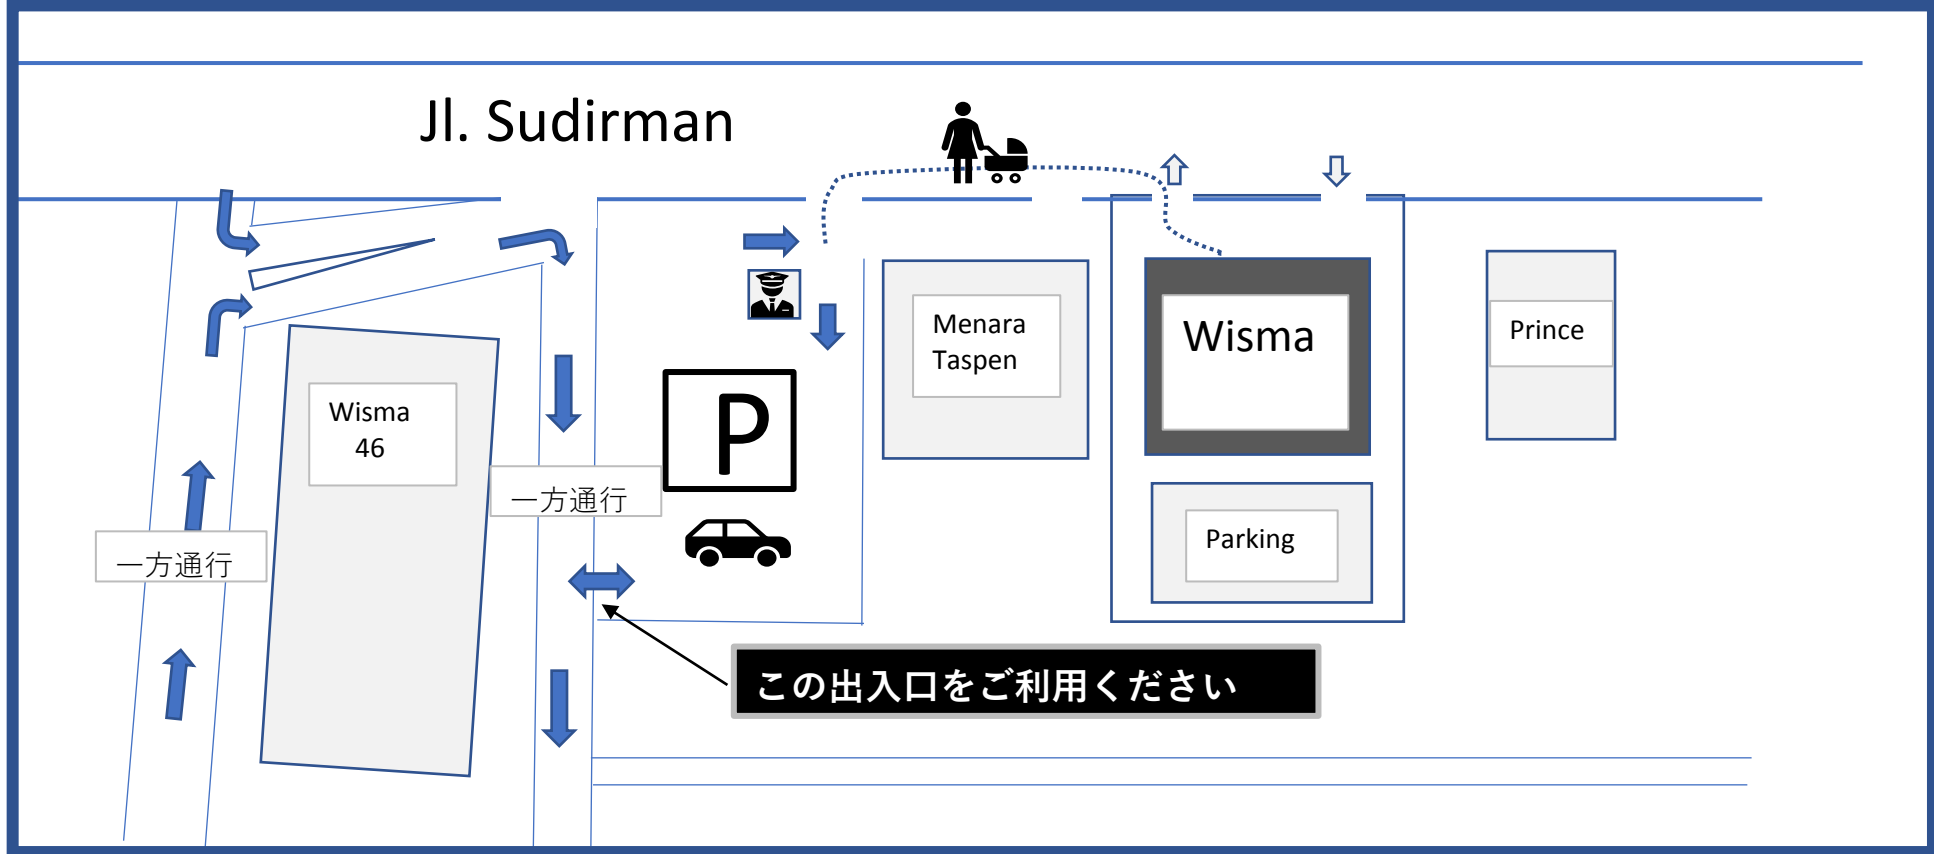 Jl. Sudirman
Menara
Taspen
Wisma
Prince
Wisma
46
P
一方通行
一方通行
Parking
この出入口をご利用ください